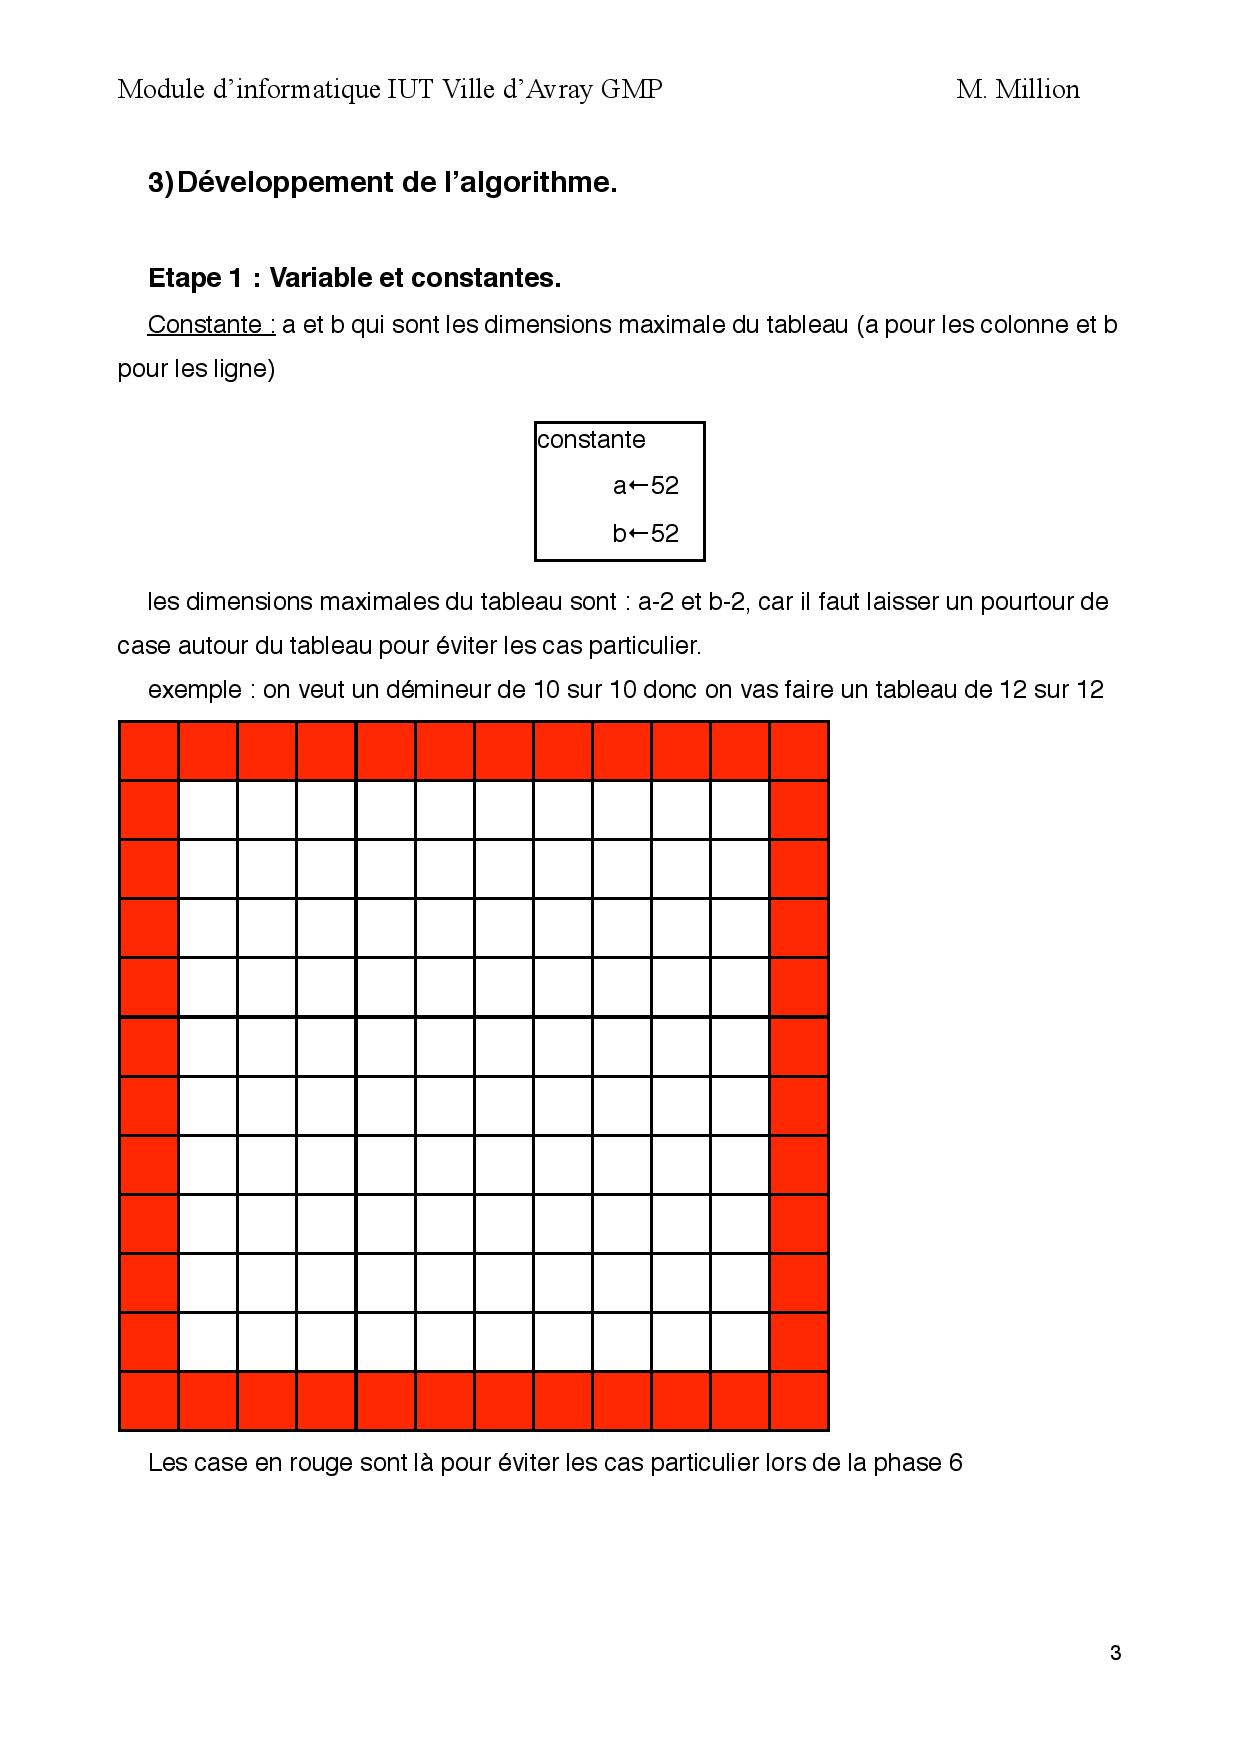 Module d’informatique IUT Ville d’Avray GMP M. Million
3)Développement de l’algorithme.
Etape 1 : Variable et constantes.
Constante : a et b qui sont les dimensions maximale du tableau (a pour les colonne et b
pour les ligne)
constante
a←52
b←52
les dimensions maximales du tableau sont : a-2 et b-2, car il faut laisser un pourtour de
case autour du tableau pour éviter les cas particulier.
exemple : on veut un démineur de 10 sur 10 donc on vas faire un tableau de 12 sur 12
Les case en rouge sont là pour éviter les cas particulier lors de la phase 6
3